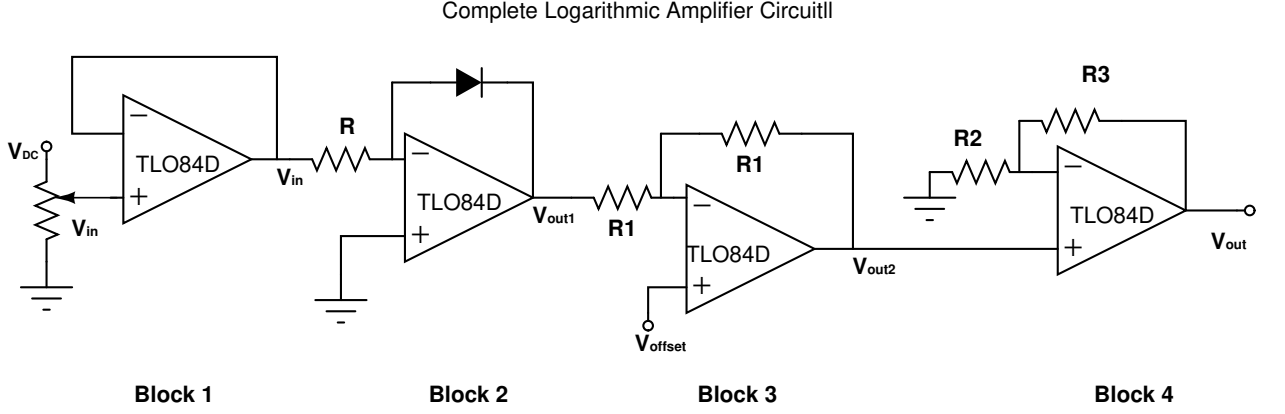 Complete Logarithmic Amplifier CircuitII
VDC
−
+
TLO84D
Vin
Vin
Block 1
R
−
+
TLO84D
Vout1
Block 2
R1
R1
−
+
TLO84D
Voffset
Vout2
Block 3
R2
R3
−
+
TLO84D
Vout
Block 4